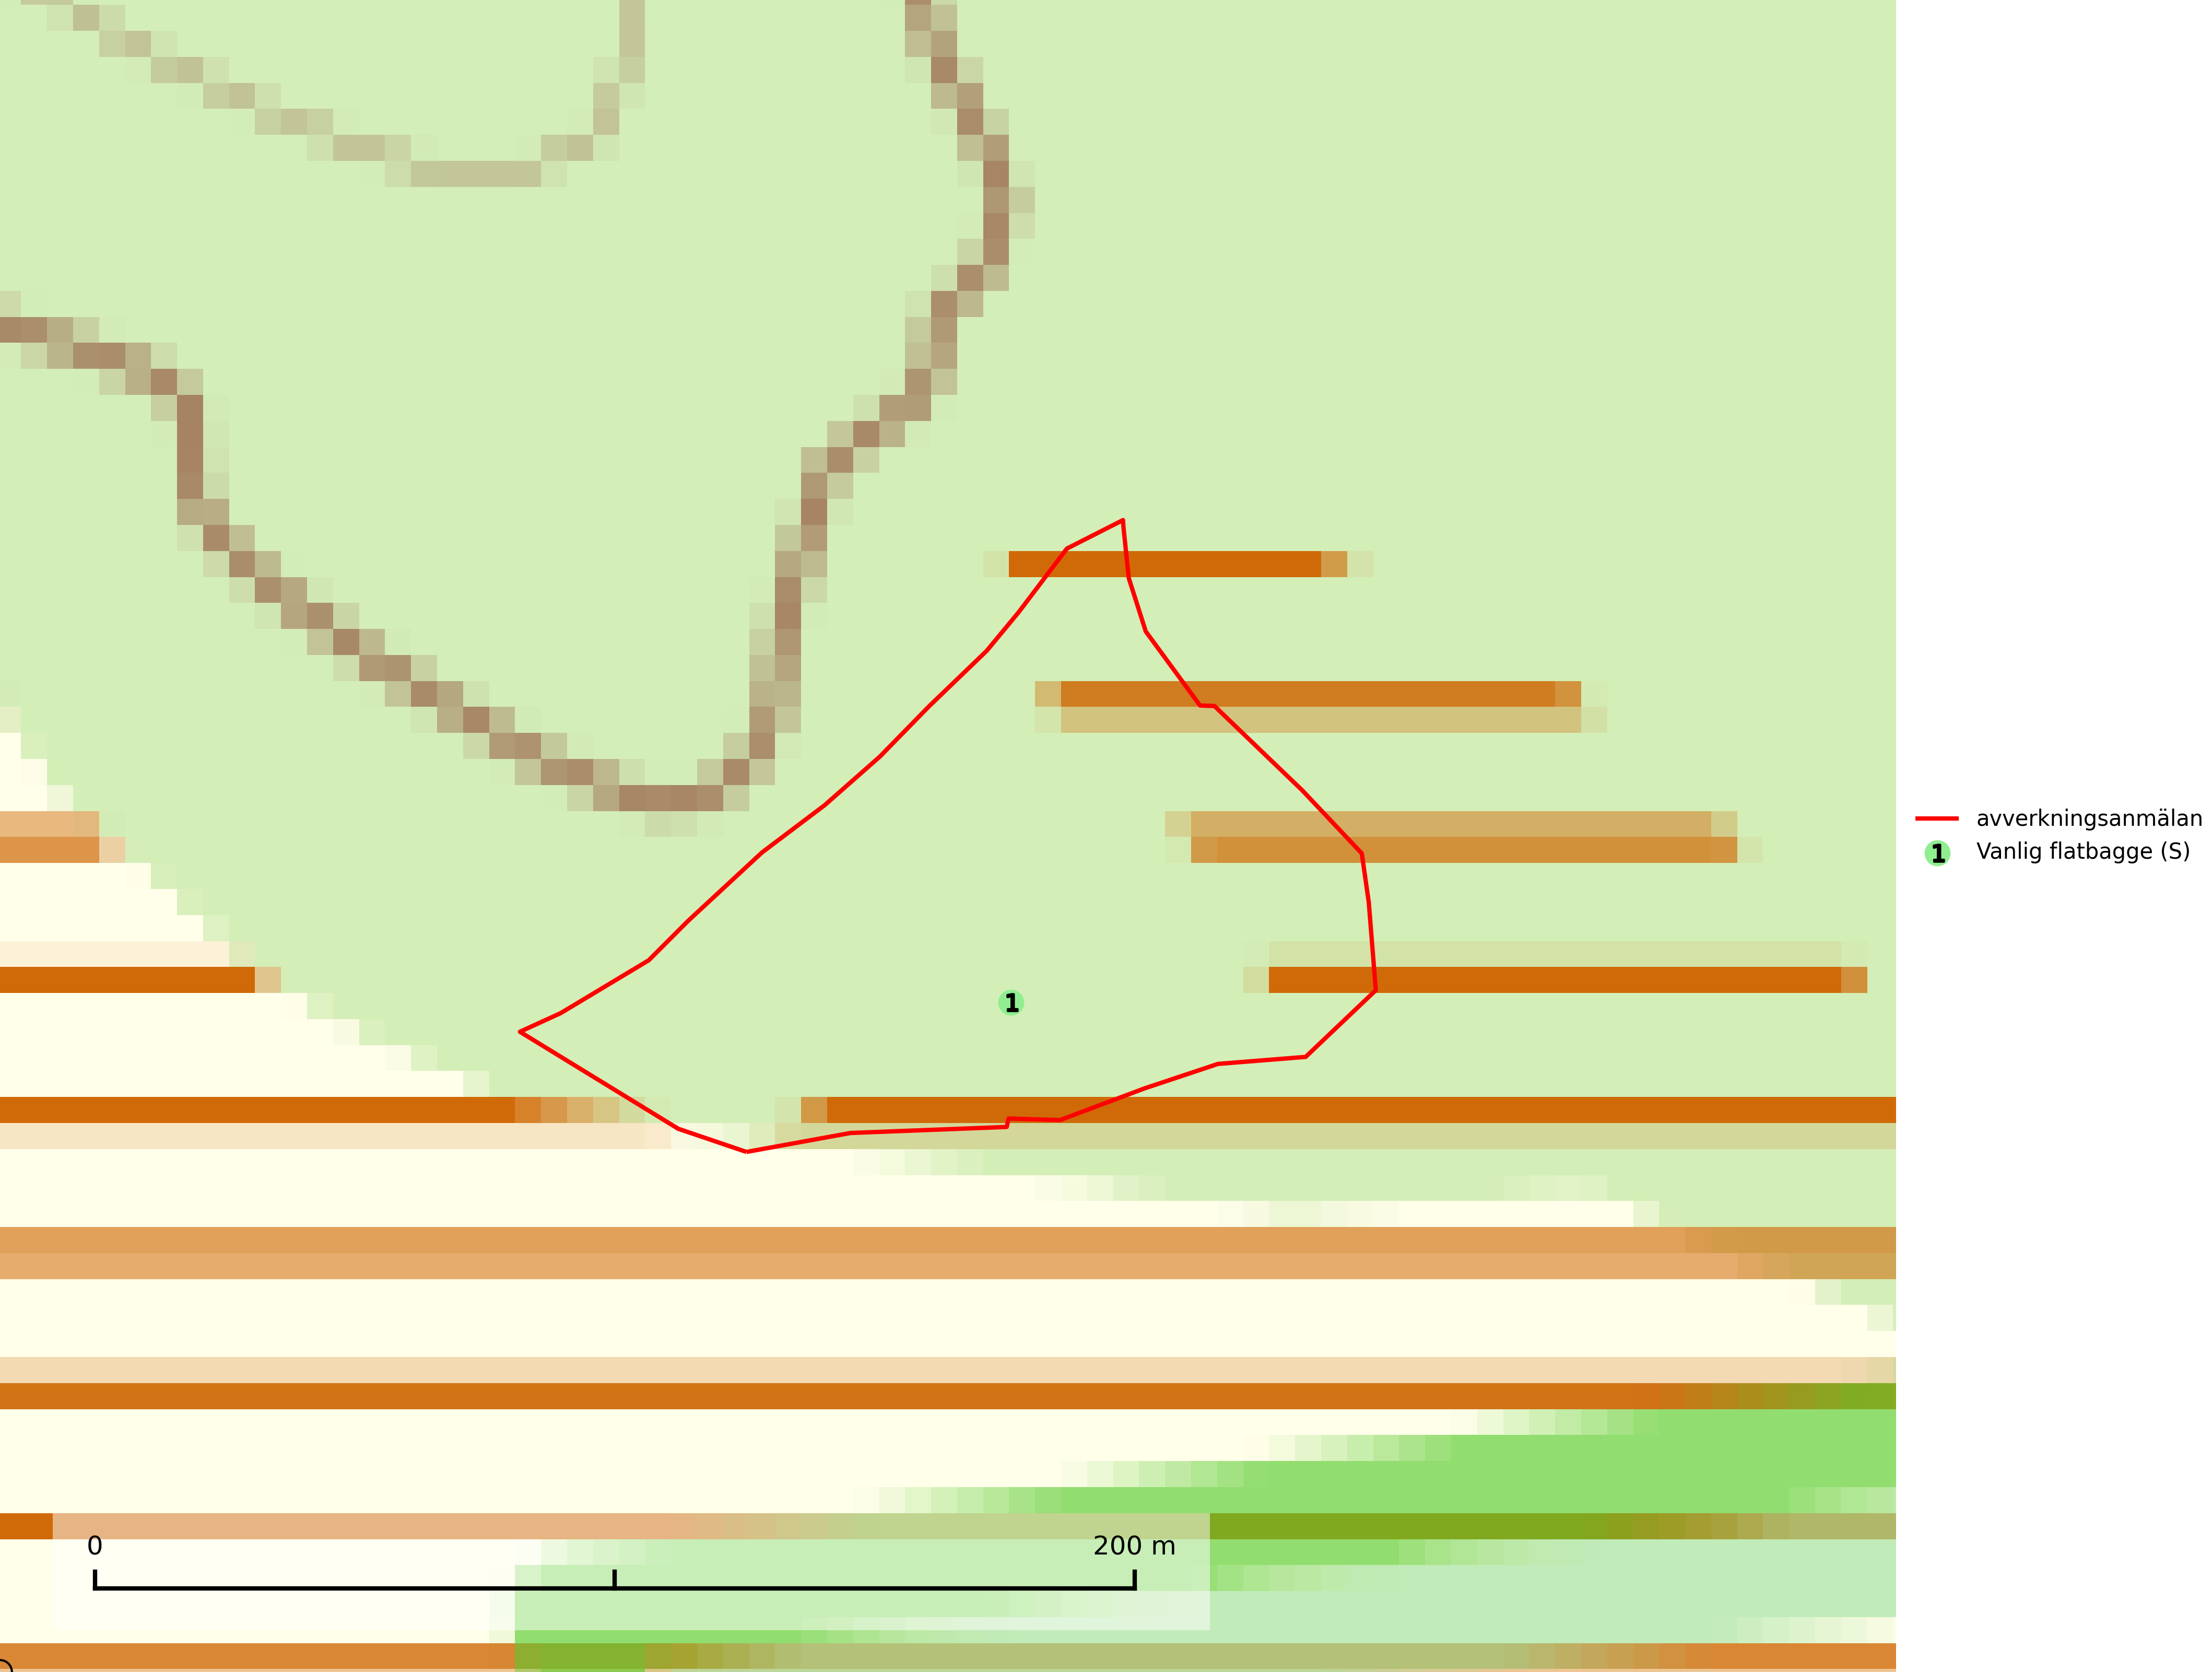 avverkningsanmälan
1 Vanlig flatbagge (S)
1
0 200 m